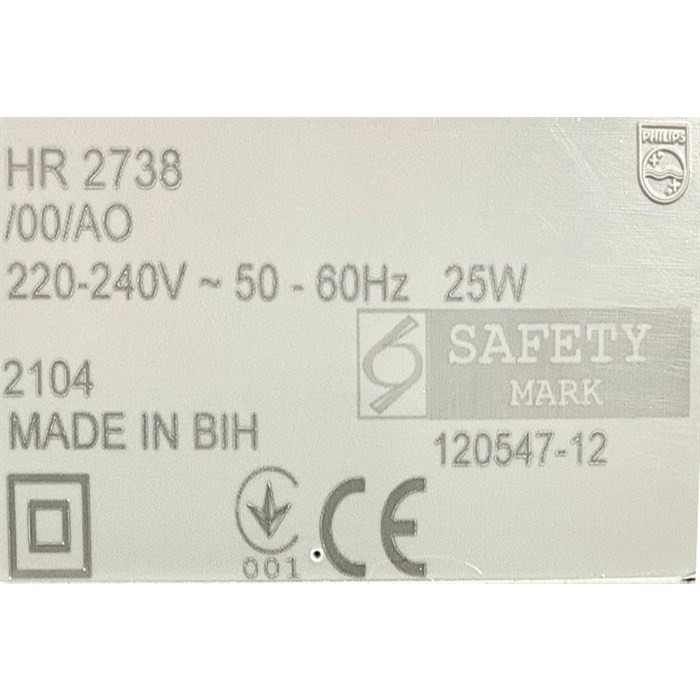 PHILIPS
HR 2738
/00/AO
220-240V ~ 50 - 60Hz 25W
SAFETY
MARK
2104
MADE IN BIH
120547-12
001
CE